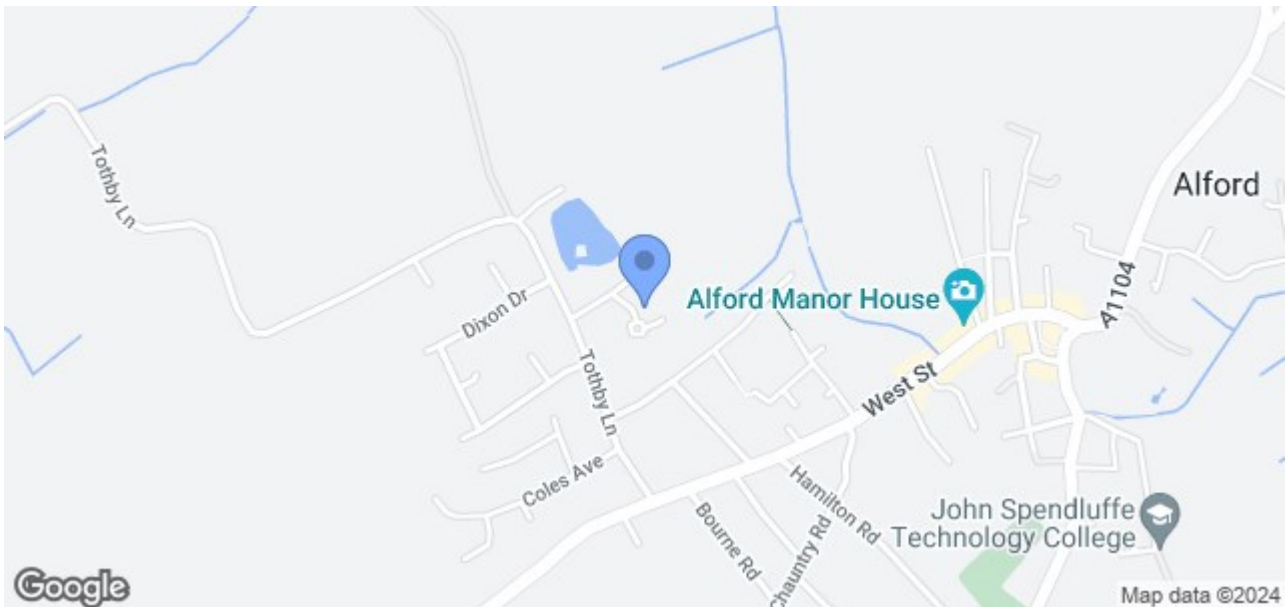 Tothby Ln
Alford
A1104
Alford Manor House
Dixon Dr
Tothby Ln
West St
Coles Ave
Hamilton Rd
Bourne Rd
Chauntry Rd
John Spendluffe
Technology College
Google
Map data ©2024